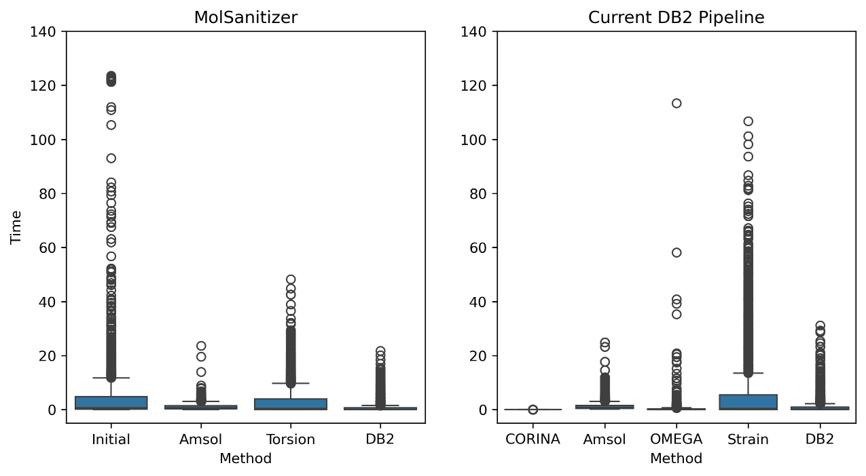 MolSanitizer
Time
140
120
100
80
60
40
20
0
Initial Amsol Torsion DB2
Method
Current DB2 Pipeline
140
120
100
80
60
40
20
0
CORINA Amsol OMEGA Strain DB2
Method